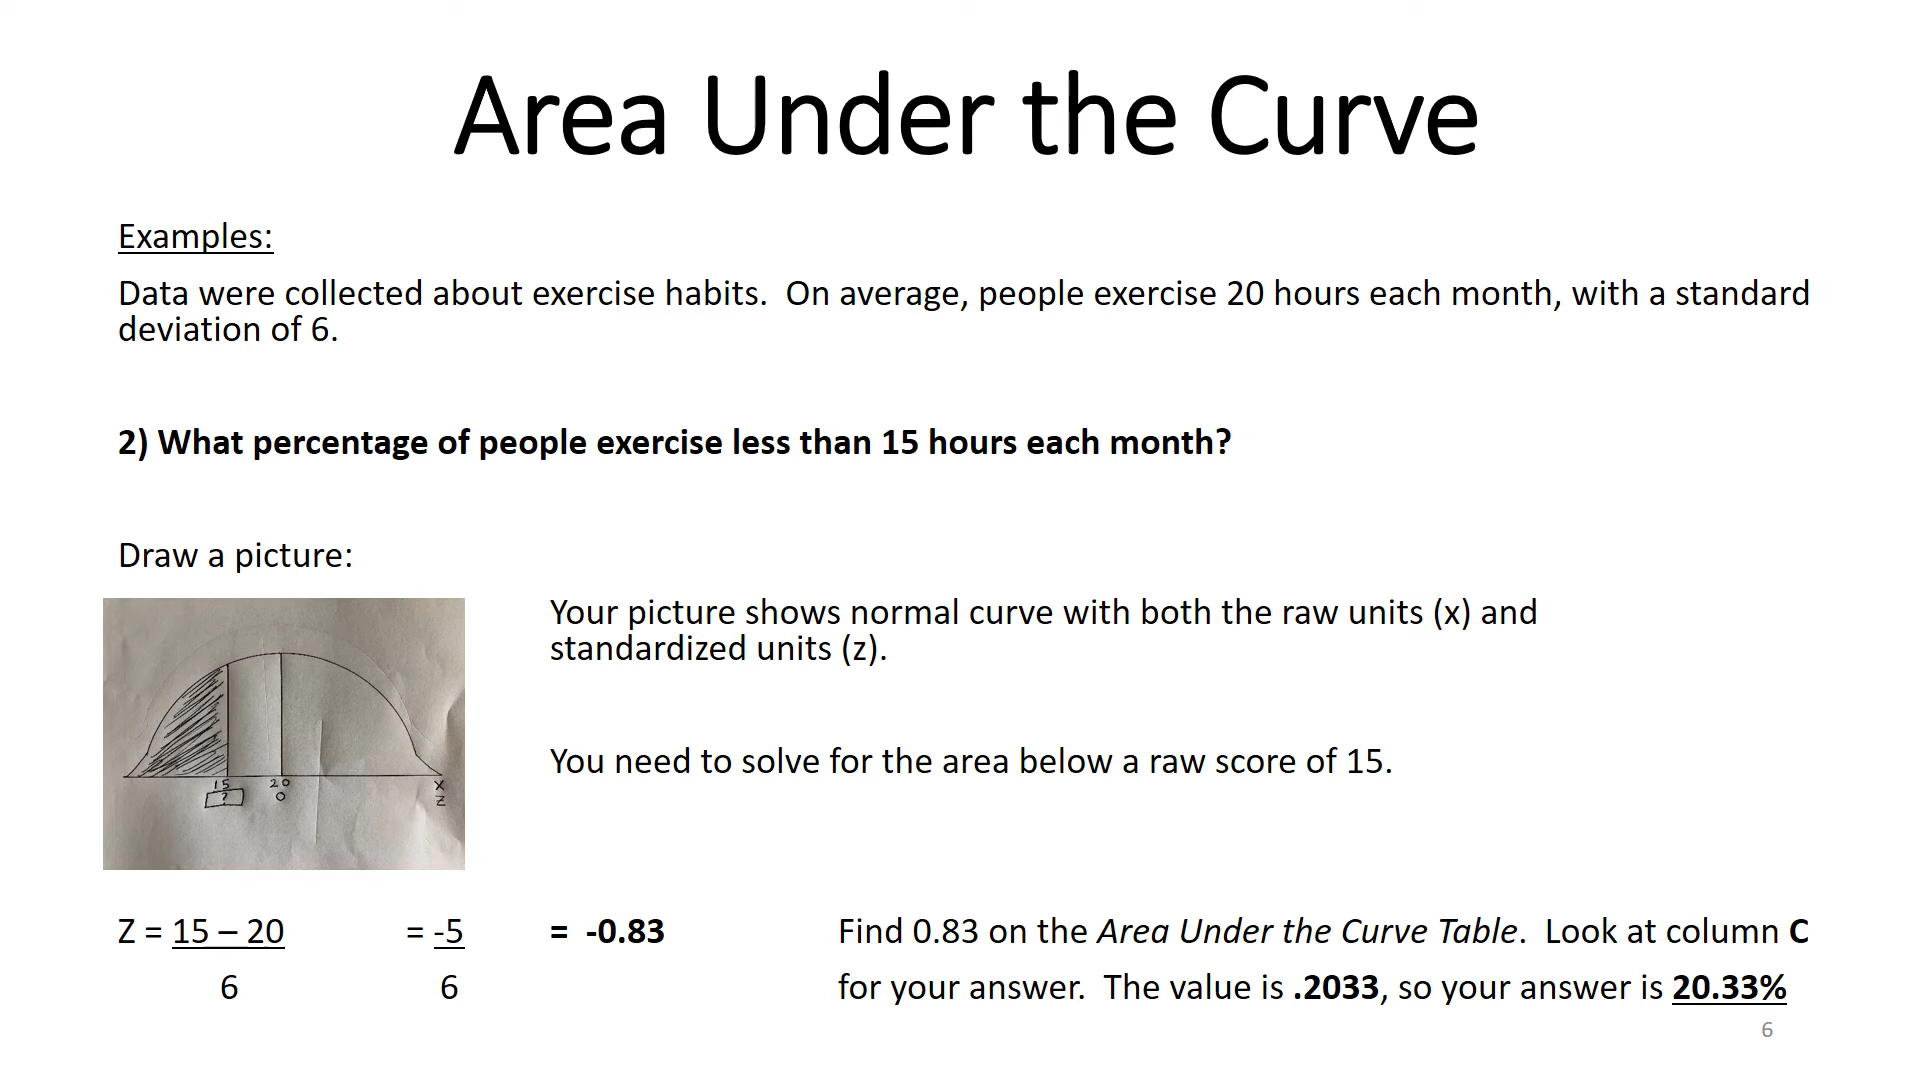 Area Under the Curve
Examples:
Data were collected about exercise habits.  On average, people exercise 20 hours each month, with a standard
deviation of 6.
2) What percentage of people exercise less than 15 hours each month?
Draw a picture:
Your picture shows normal curve with both the raw units (x) and
standardized units (z).
You need to solve for the area below a raw score of 15.
15 20 X
? 0 Z
Z = 15 – 20 = -5 = -0.83 Find 0.83 on the Area Under the Curve Table.  Look at column C
6 6 for your answer.  The value is .2033, so your answer is 20.33%
6